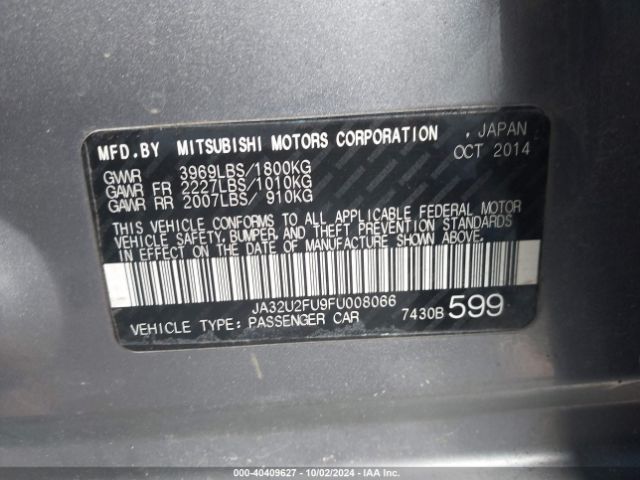 MFD.BY MITSUBISHI MOTORS CORPORATION , JAPAN
OCT 2014
GVWR 3969LBS/1800KG
GAWR FR 2227LBS/1010KG
GAWR RR 2007LBS/ 910KG
THIS VEHICLE CONFORMS TO ALL APPLICABLE FEDERAL MOTOR
VEHICLE SAFETY, BUMPER, AND THEFT PREVENTION STANDARDS
IN EFFECT ON THE DATE OF MANUFACTURE SHOWN ABOVE.
JA32U2FU9FU008066
VEHICLE TYPE: PASSENGER CAR 7430B 599
000-40409627 - 10/02/2024 - IAA Inc.